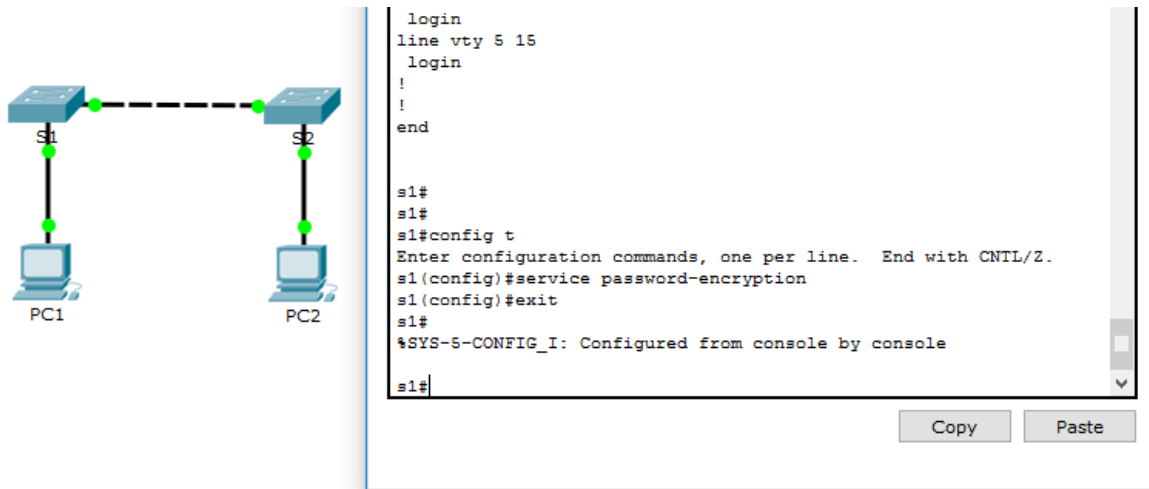 S1
S2
PC1
PC2
login
line vty 5 15
login
!
!
end
s1#
s1#
s1#config t
Enter configuration commands, one per line.  End with CNTL/Z.
s1(config)#service password-encryption
s1(config)#exit
s1#
%SYS-5-CONFIG_I: Configured from console by console
s1#
Copy
Paste